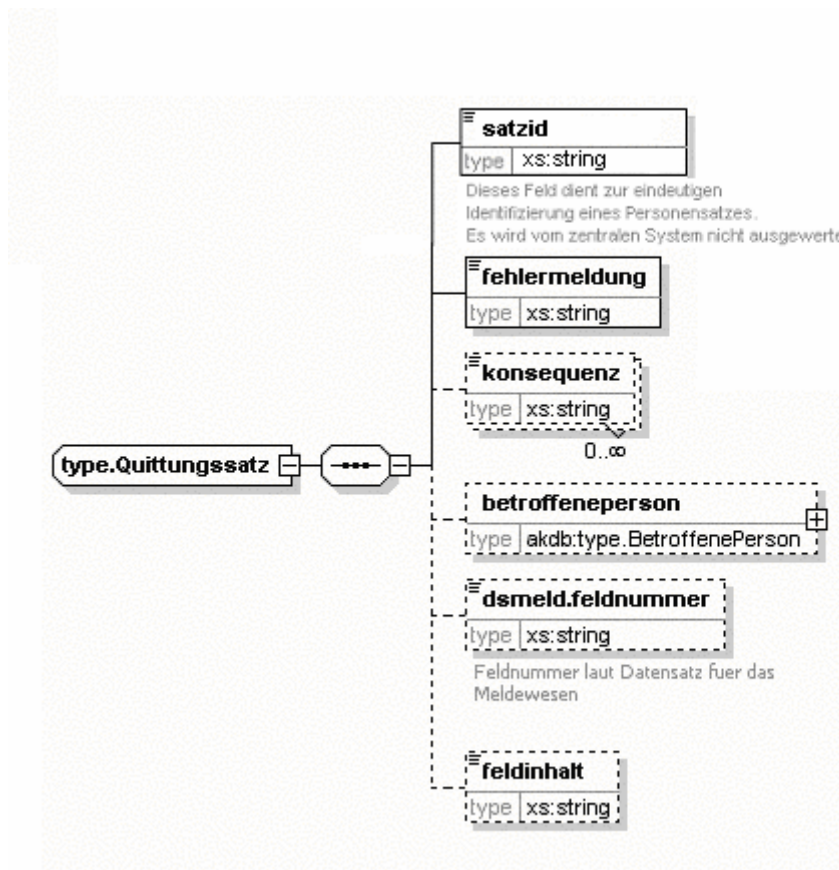 satzid
type xs:string
Dieses Feld dient zur eindeutigen
Identifizierung eines Personensatzes.
Es wird vom zentralen System nicht ausgewerte
fehlermeldung
type xs:string
konsequenz
type xs:string
0..∞
type.Quittungssatz
betroffeneperson
type akdb:type.BetroffenePerson
dsmeld.feldnummer
type xs:string
Feldnummer laut Datensatz fuer das
Meldewesen
feldinhalt
type xs:string